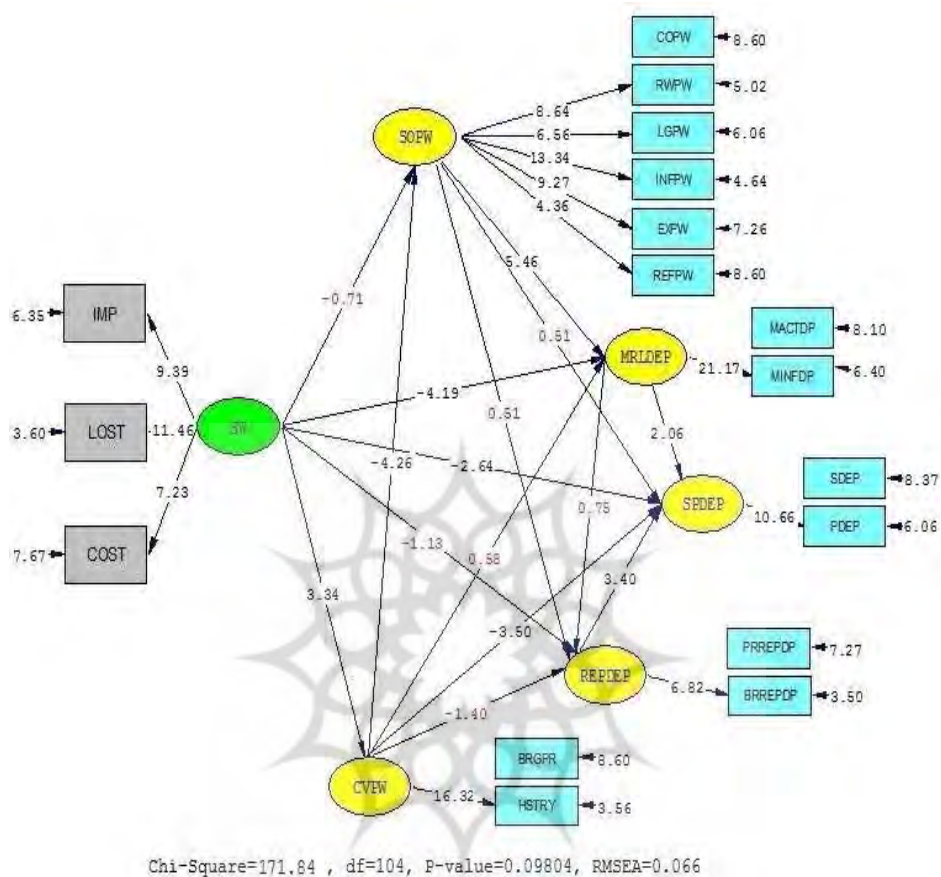 COPW
8.60
RWPW
5.02
8.64
SOPW
6.56
LGPW
6.06
13.34
INFPW
4.64
9.27
4.36
EXPW
7.26
REFPW
8.60
5.46
-0.71
0.51
6.35
IMP
MACTDP
8.10
MRLDEP
21.17
MINFDP
6.40
9.39
-4.19
0.51
3.60
LOST
11.46
SW
2.06
-4.26
-2.64
SDEP
8.37
7.23
SPDEP
10.66
PDEP
6.06
0.75
7.67
COST
-1.13
0.58
3.40
3.34
-3.50
PRREPDP
7.27
REPDEP
6.82
BRREPDP
3.50
-1.40
BRGPR
8.60
CVPW
16.32
HSTRY
3.56
Chi-Square=171.84 , df=104, P-value=0.09804, RMSEA=0.066